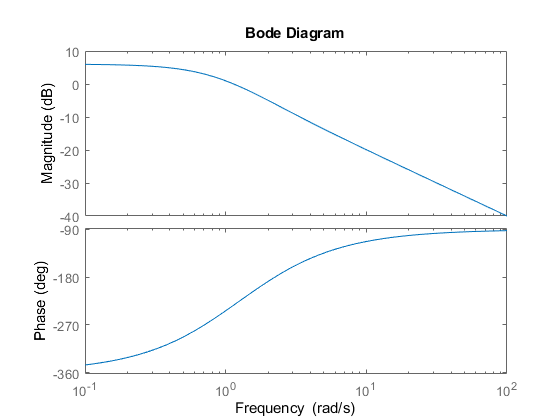 Bode Diagram
Magnitude (dB)
10
0
-10
-20
-30
-40
Phase (deg)
-90
-180
-270
-360
10^-1 10^0 10^1 10^2
Frequency (rad/s)